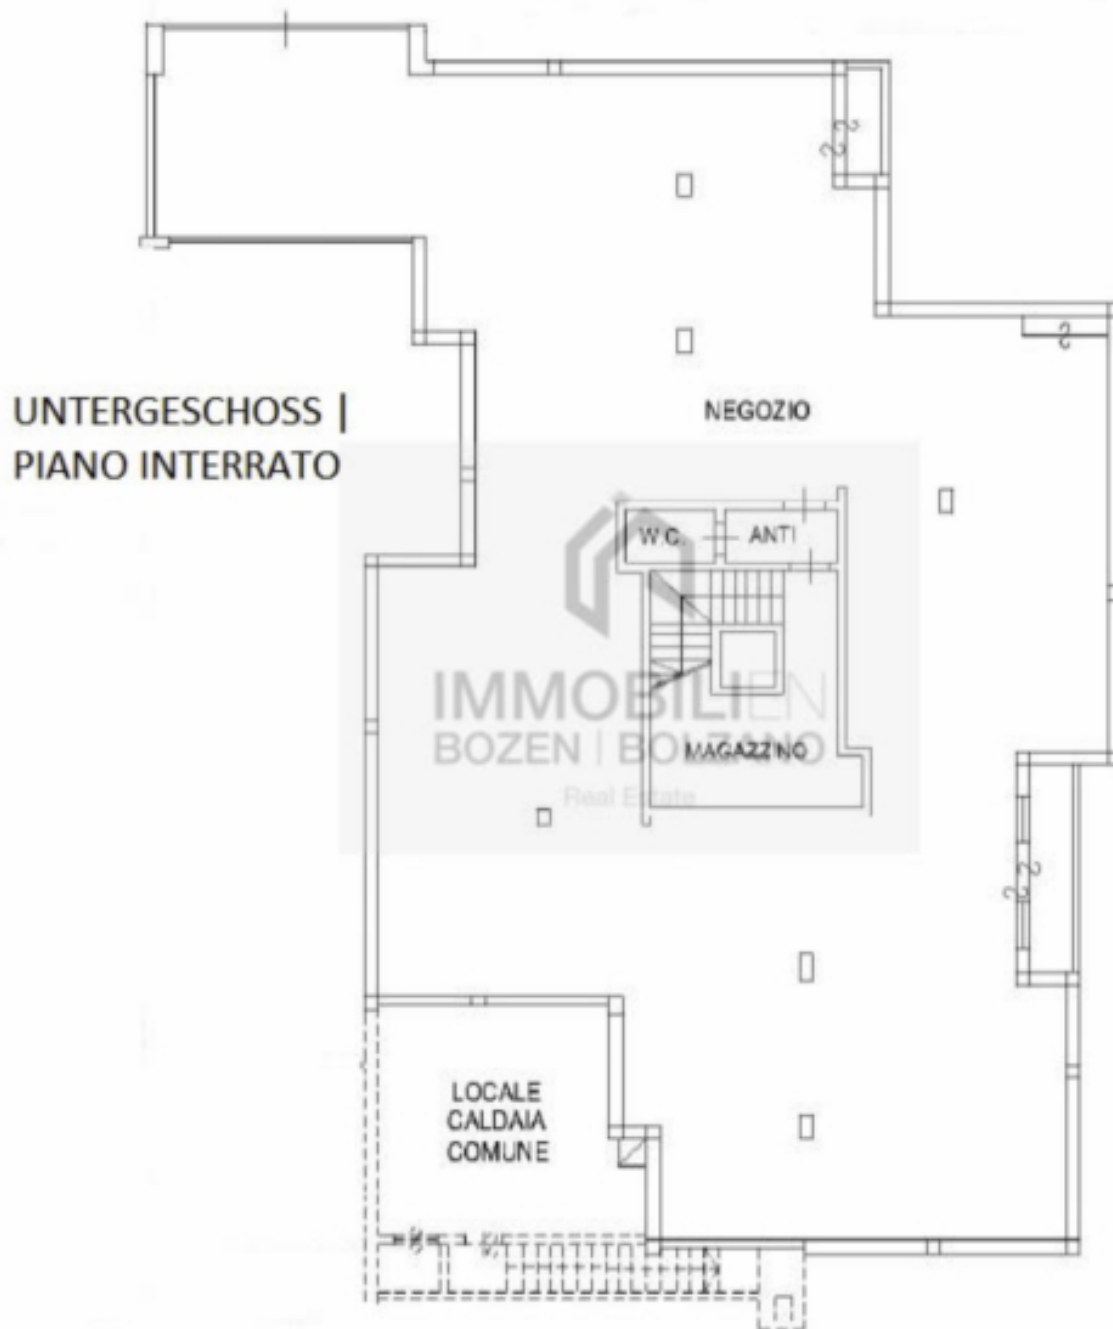 UNTERGESCHOSS |
PIANO INTERRATO
NEGOZIO
W.C. ANTI
IMMOBILIEN
BOZEN | BOLZANO
MAGAZZINO
Real Estate
LOCALE
CALDAIA
COMUNE